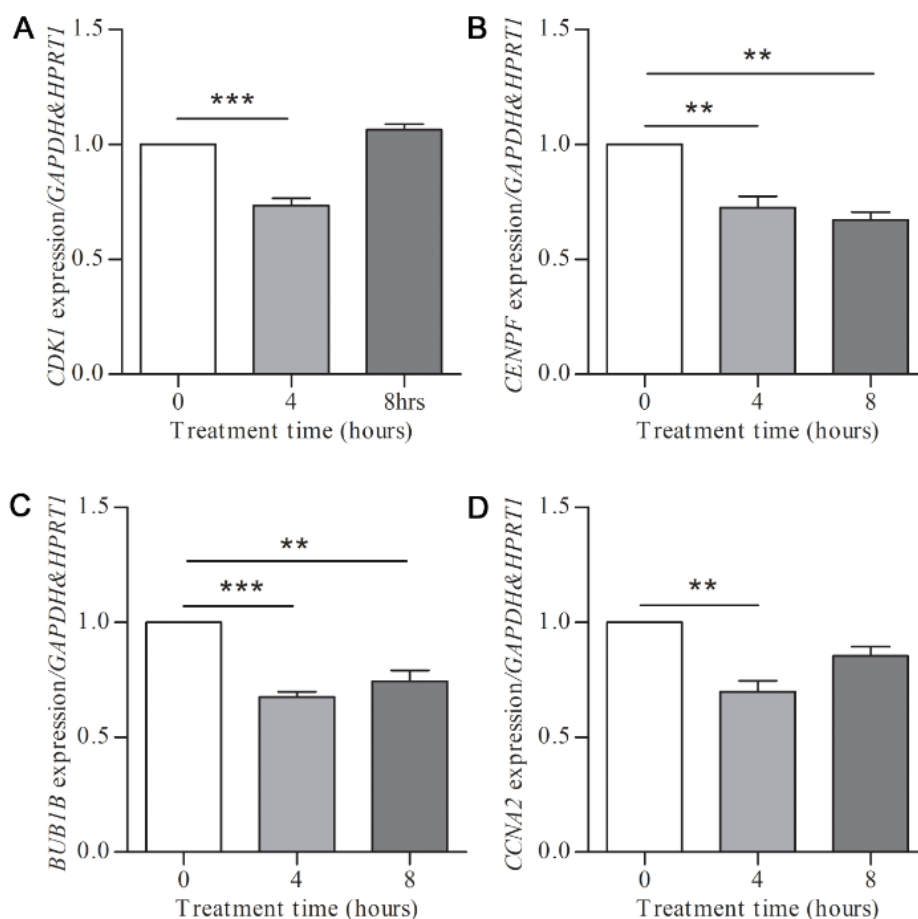 A
CDK1 expression/GAPDH&HPRT1
1.5
1.0
0.5
0.0
***
0 4 8hrs
Treatment time (hours)
B
CENPF expression/GAPDH&HPRT1
1.5
1.0
0.5
0.0
**
**
0 4 8
Treatment time (hours)
C
BUB1B expression/GAPDH&HPRT1
1.5
1.0
0.5
0.0
**
***
0 4 8
Treatment time (hours)
D
CCNA2 expression/GAPDH&HPRT1
1.5
1.0
0.5
0.0
**
0 4 8
Treatment time (hours)